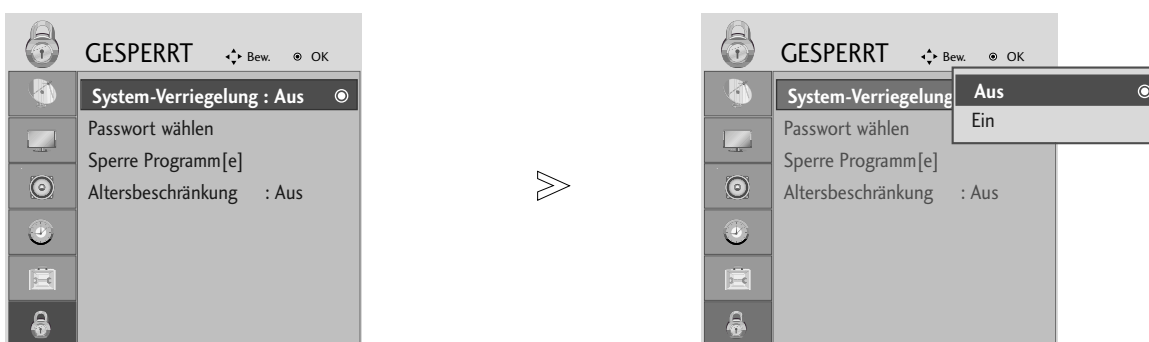 GESPERRT Bew. OK
System-Verriegelung : Aus
Passwort wählen
Sperre Programm[e]
Altersbeschränkung : Aus
GESPERRT Bew. OK
System-Verriegelung Aus
Passwort wählen Ein
Sperre Programm[e]
Altersbeschränkung : Aus